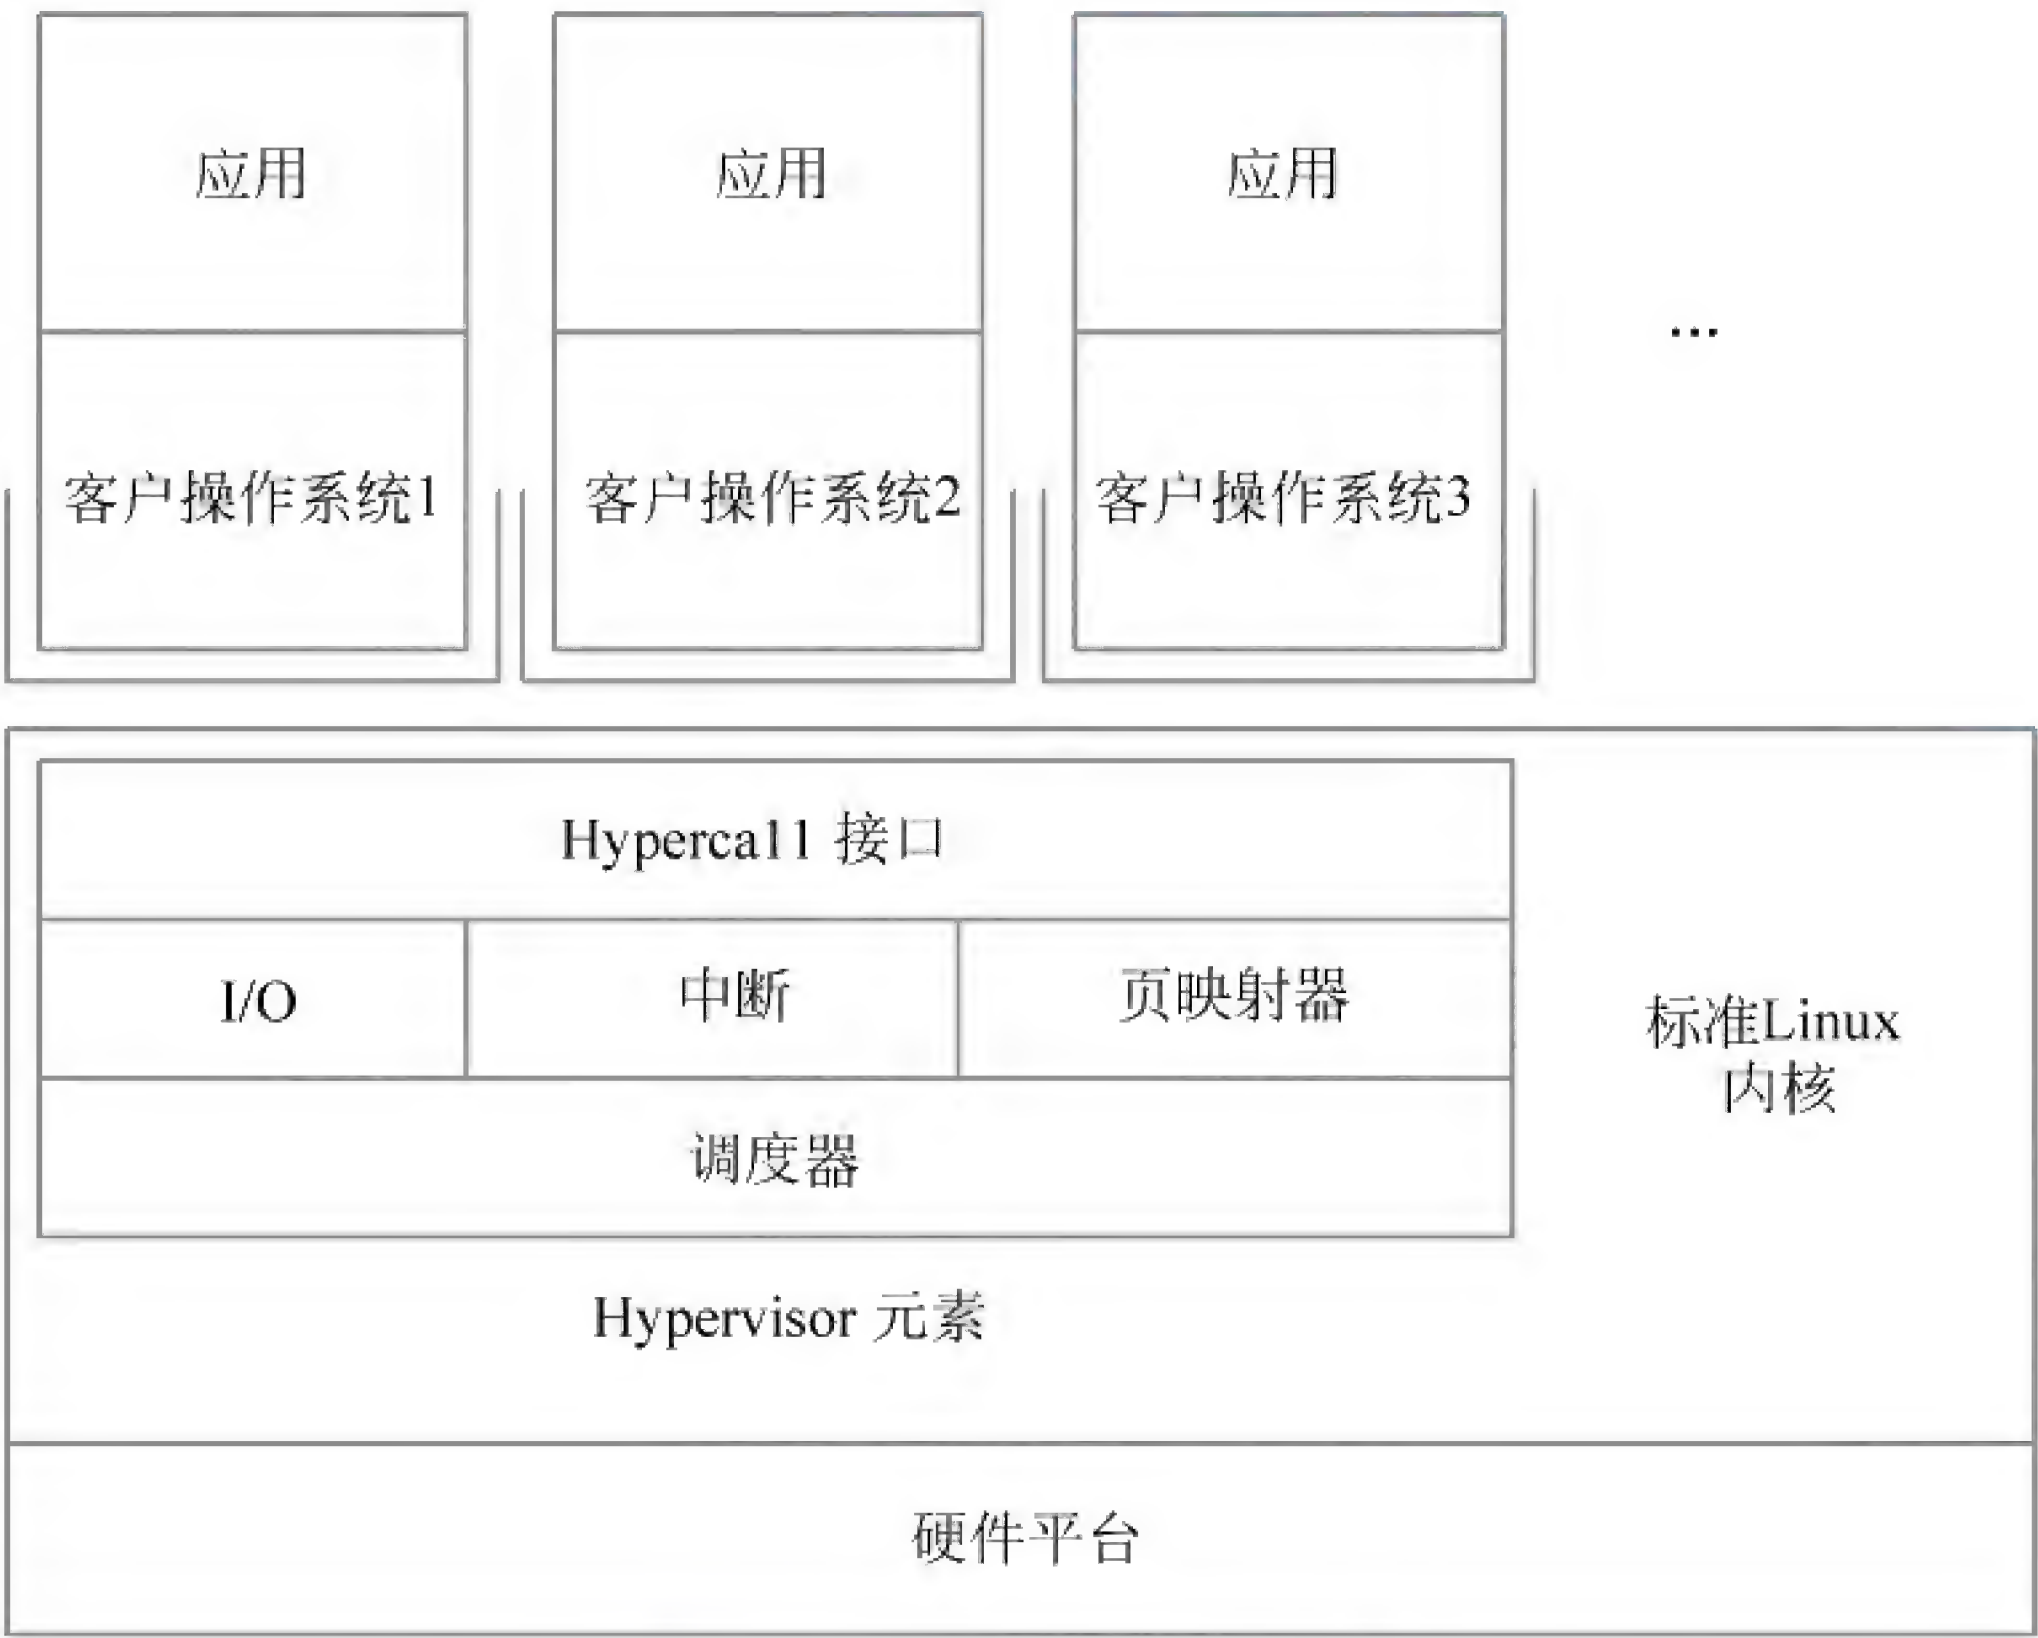 应用
应用
应用
...
客户操作系统1
客户操作系统2
客户操作系统3
Hyperca11 接口
I/O
中断
页映射器
标准Linux
内核
调度器
Hypervisor 元素
硬件平台